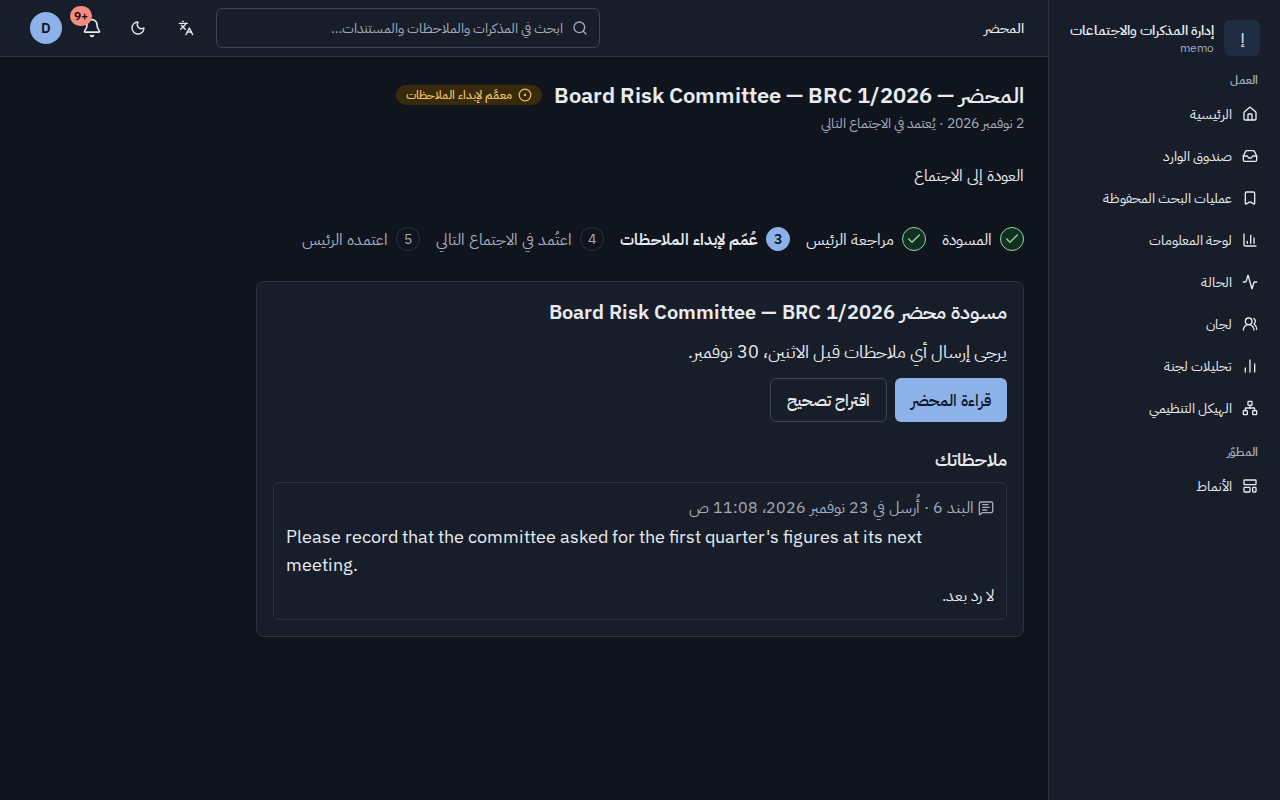 إدارة المذكرات والاجتماعات
memo
إ
العمل
الرئيسية
صندوق الوارد
عمليات البحث المحفوظة
لوحة المعلومات
الحالة
لجان
تحليلات لجنة
الهيكل التنظيمي
المطوّر
الأنماط
المحضر
ابحث في المذكرات والملاحظات والمستندات...
9+
D
المحضر — Board Risk Committee — BRC 1/2026
معمَّم لإبداء الملاحظات
2 نوفمبر 2026 · يُعتمد في الاجتماع التالي
العودة إلى الاجتماع
المسودة
مراجعة الرئيس
3 عُمّم لإبداء الملاحظات
4 اعتُمد في الاجتماع التالي
5 اعتمده الرئيس
مسودة محضر Board Risk Committee — BRC 1/2026
يرجى إرسال أي ملاحظات قبل الاثنين، 30 نوفمبر.
قراءة المحضر
اقتراح تصحيح
ملاحظاتك
البند 6 · أُرسل في 23 نوفمبر 2026، 11:08 ص
Please record that the committee asked for the first quarter's figures at its next
meeting.
لا رد بعد.